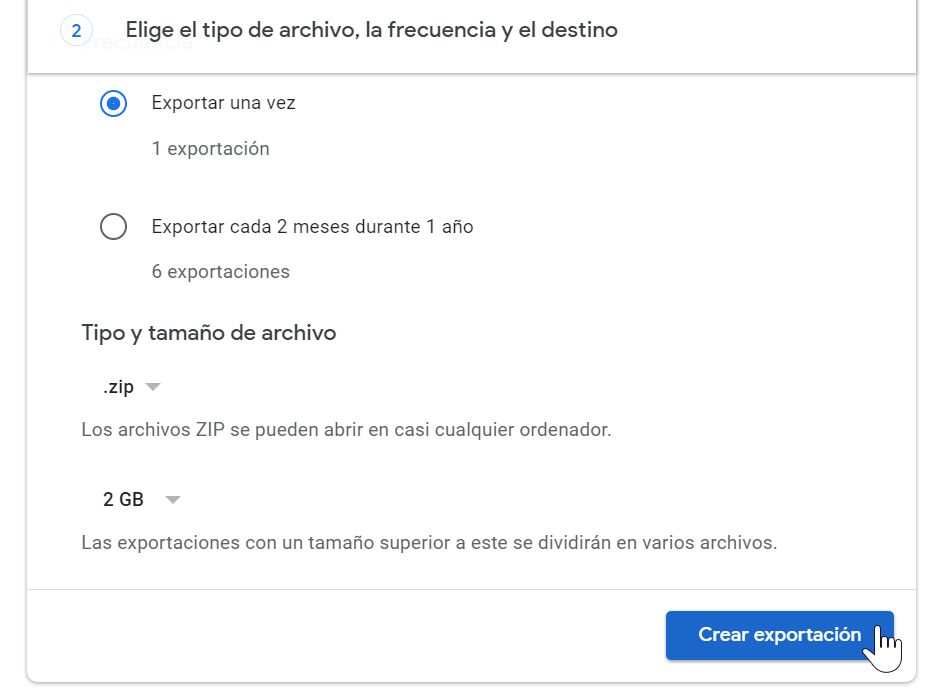 2
Elige el tipo de archivo, la frecuencia y el destino
Frecuencia
Exportar una vez
1 exportación
Exportar cada 2 meses durante 1 año
6 exportaciones
Tipo y tamaño de archivo
.zip
Los archivos ZIP se pueden abrir en casi cualquier ordenador.
2 GB
Las exportaciones con un tamaño superior a este se dividirán en varios archivos.
Crear exportación